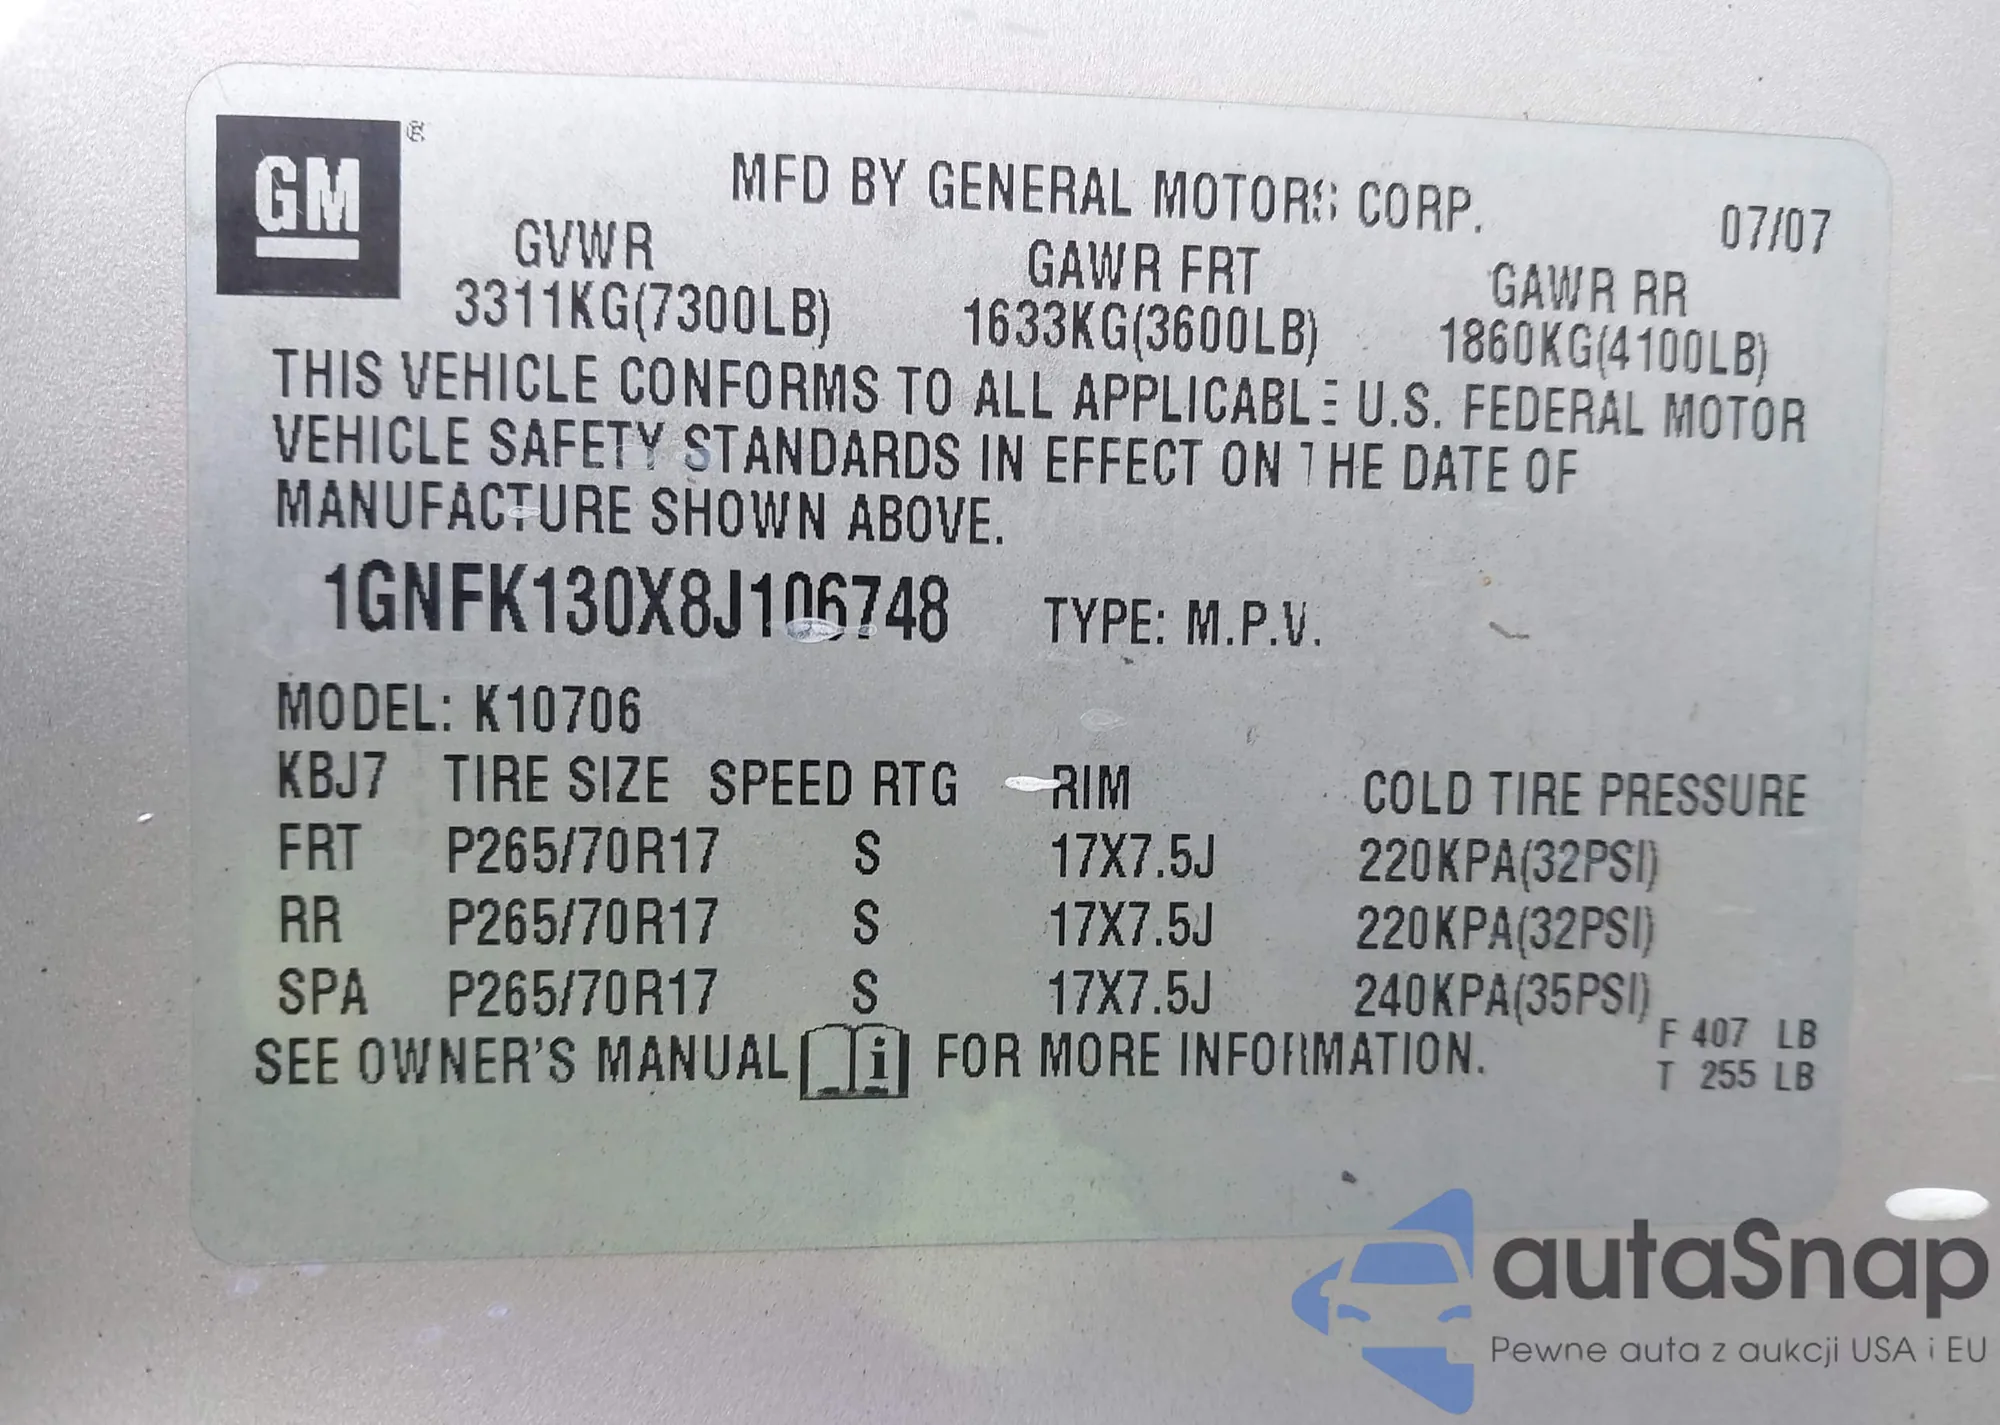 GM®
MFD BY GENERAL MOTORS CORP. 07/07
GVWR GAWR FRT GAWR RR
3311KG(7300LB) 1633KG(3600LB) 1860KG(4100LB)
THIS VEHICLE CONFORMS TO ALL APPLICABLE U.S. FEDERAL MOTOR
VEHICLE SAFETY STANDARDS IN EFFECT ON THE DATE OF
MANUFACTURE SHOWN ABOVE.
1GNFK130X8J106748 TYPE: M.P.V.
MODEL: K10706
KBJ7 TIRE SIZE SPEED RTG RIM COLD TIRE PRESSURE
FRT P265/70R17 S 17X7.5J 220KPA(32PSI)
RR P265/70R17 S 17X7.5J 220KPA(32PSI)
SPA P265/70R17 S 17X7.5J 240KPA(35PSI)
SEE OWNER'S MANUAL i FOR MORE INFORMATION.
F 407 LB
T 255 LB
autaSnap
Pewne auta z aukcji USA i EU